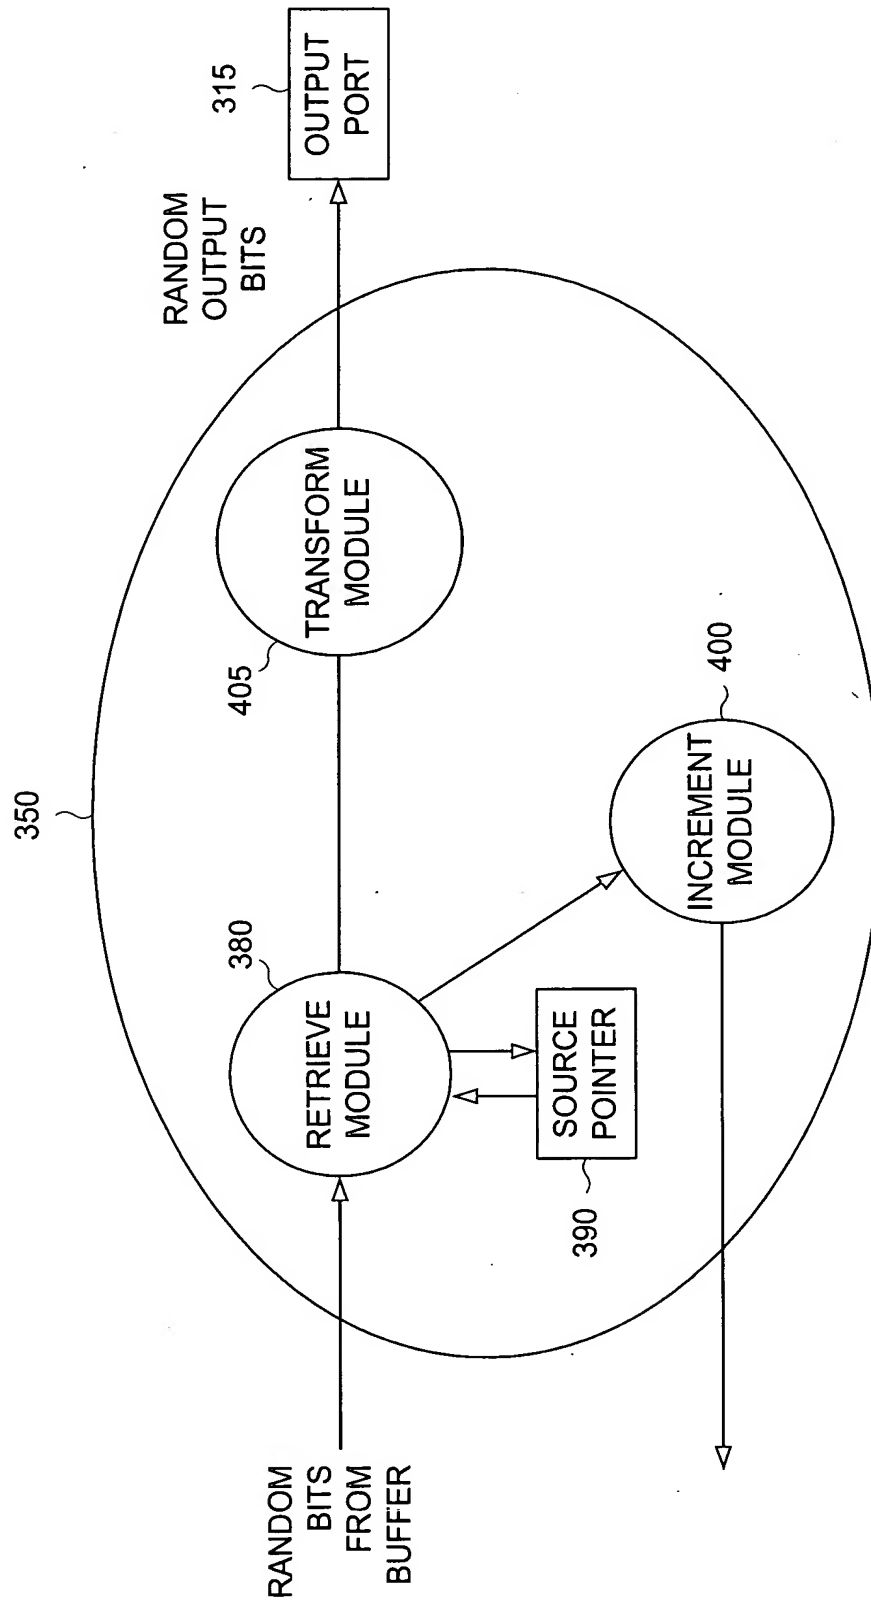 350
RANDOM
BITS
FROM
BUFFER
380
RETRIEVE
MODULE
405
TRANSFORM
MODULE
RANDOM
OUTPUT
BITS
315
OUTPUT
PORT
390
SOURCE
POINTER
INCREMENT
MODULE
400